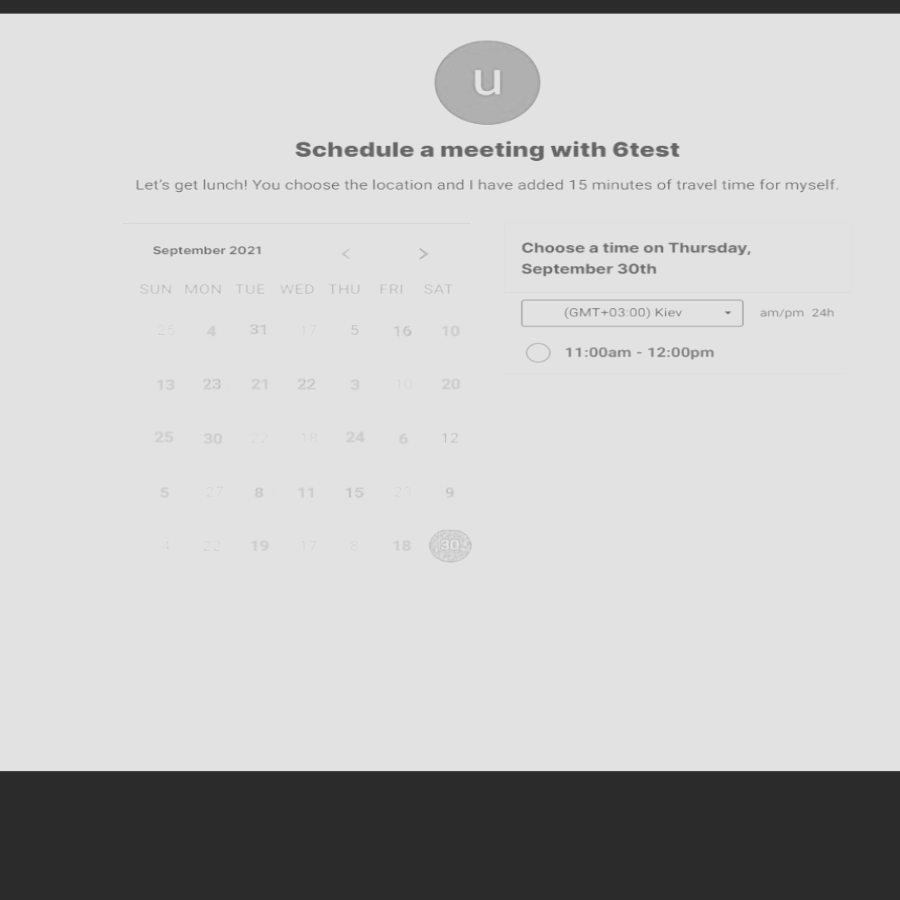 u
Schedule a meeting with 6test
Let's get lunch! You choose the location and I have added 15 minutes of travel time for myself.
September 2021 < >
SUN MON TUE WED THU FRI SAT
25 4 31 17 5 16 10
13 23 21 22 3 20
25 30 22 18 24 6 12
5 27 8 11 15 9
4 22 19 17 8 18 30
Choose a time on Thursday,
September 30th
(GMT+03:00) Kiev am/pm 24h
11:00am - 12:00pm